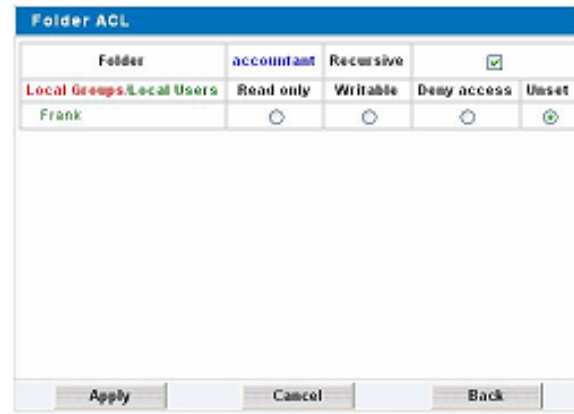 Folder ACL
Folder accountant Recursive
Local Groups/Local Users Read only Writable Deny access Unset
Frank
Apply Cancel Back